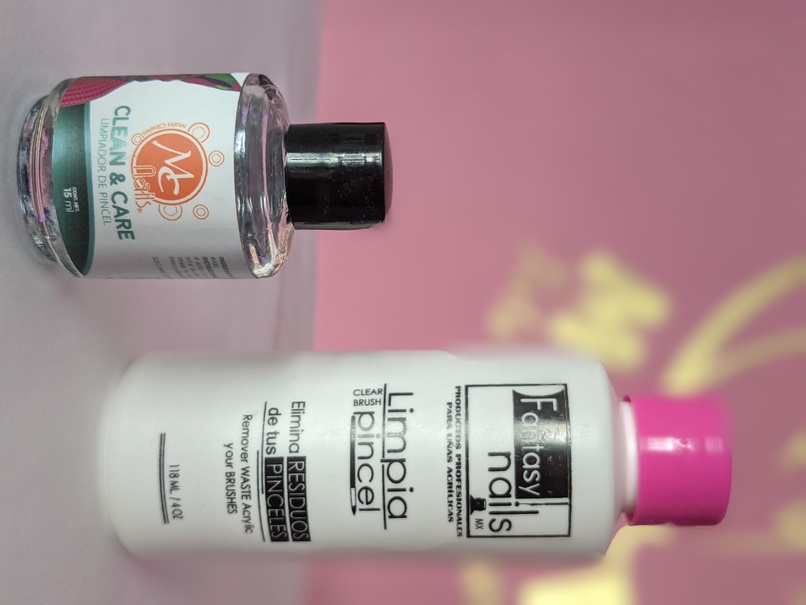 Fantasy
nails
MX
PRODUCTOS PROFESIONALES
PARA UÑAS ACRÍLICAS
Limpia
CLEAR
BRUSH
pincel
Elimina RESIDUOS
de tus PINCELES
Remover WASTE Acrylic
your BRUSHES
118 ML. / 4 OZ
MC
nails®
CLEAN & CARE
LIMPIADOR DE PINCEL
CONT. NET.
15 ml